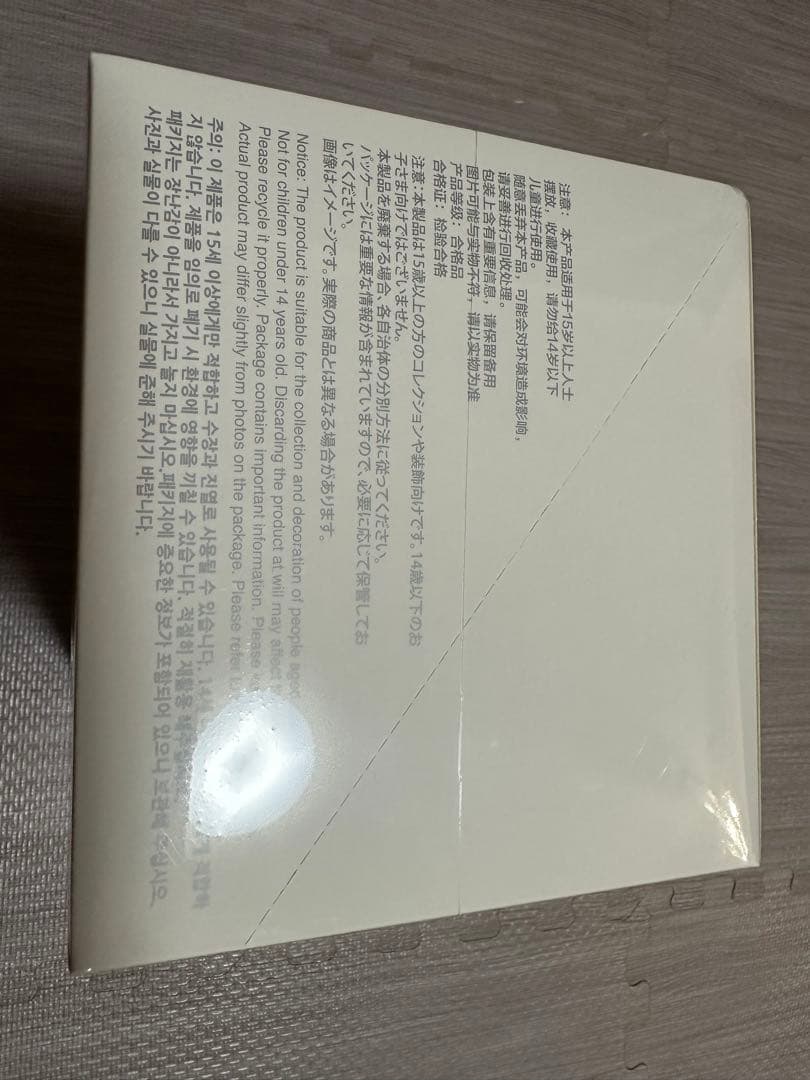 注意：本产品适用于15岁以上人士
摆放，收藏使用，请勿给14岁以下
儿童进行使用。
随意丢弃本产品，可能会对环境造成影响，
请妥善进行回收处理。
包装上含有重要信息，请保留备用
图片可能与实物不符，请以实物为准
产品等级：合格品
合格证：检验合格
注意:本製品は15歳以上の方のコレクションや装飾向けです。14歳以下のお
子さま向けではございません。
本製品を廃棄する場合、各自治体の分別方法に従ってください。
パッケージには重要な情報が含まれていますので、必要に応じて保管してお
いてください。
画像はイメージです。実際の商品とは異なる場合があります。
Notice: The product is suitable for the collection and decoration of people aged
Not for children under 14 years old. Discarding the product at will may affect
Please recycle it properly. Package contains important information. Please
Actual product may differ slightly from photos on the package. Please refer
주의: 이 제품은 15세 이상에게만 적합하고 수장과 진열로 사용될 수 있습니다. 14세
지 않습니다. 제품을 임의로 폐기 시 환경에 영향을 끼칠 수 있습니다. 적절히 재활용
패키지는 장난감이 아니라서 가지고 놀지 마십시오.패키지에 중요한 정보가 포함되어 있으니 보관해 주십시오.
사진과 실물이 다를 수 있으니 실물에 준해 주시기 바랍니다.